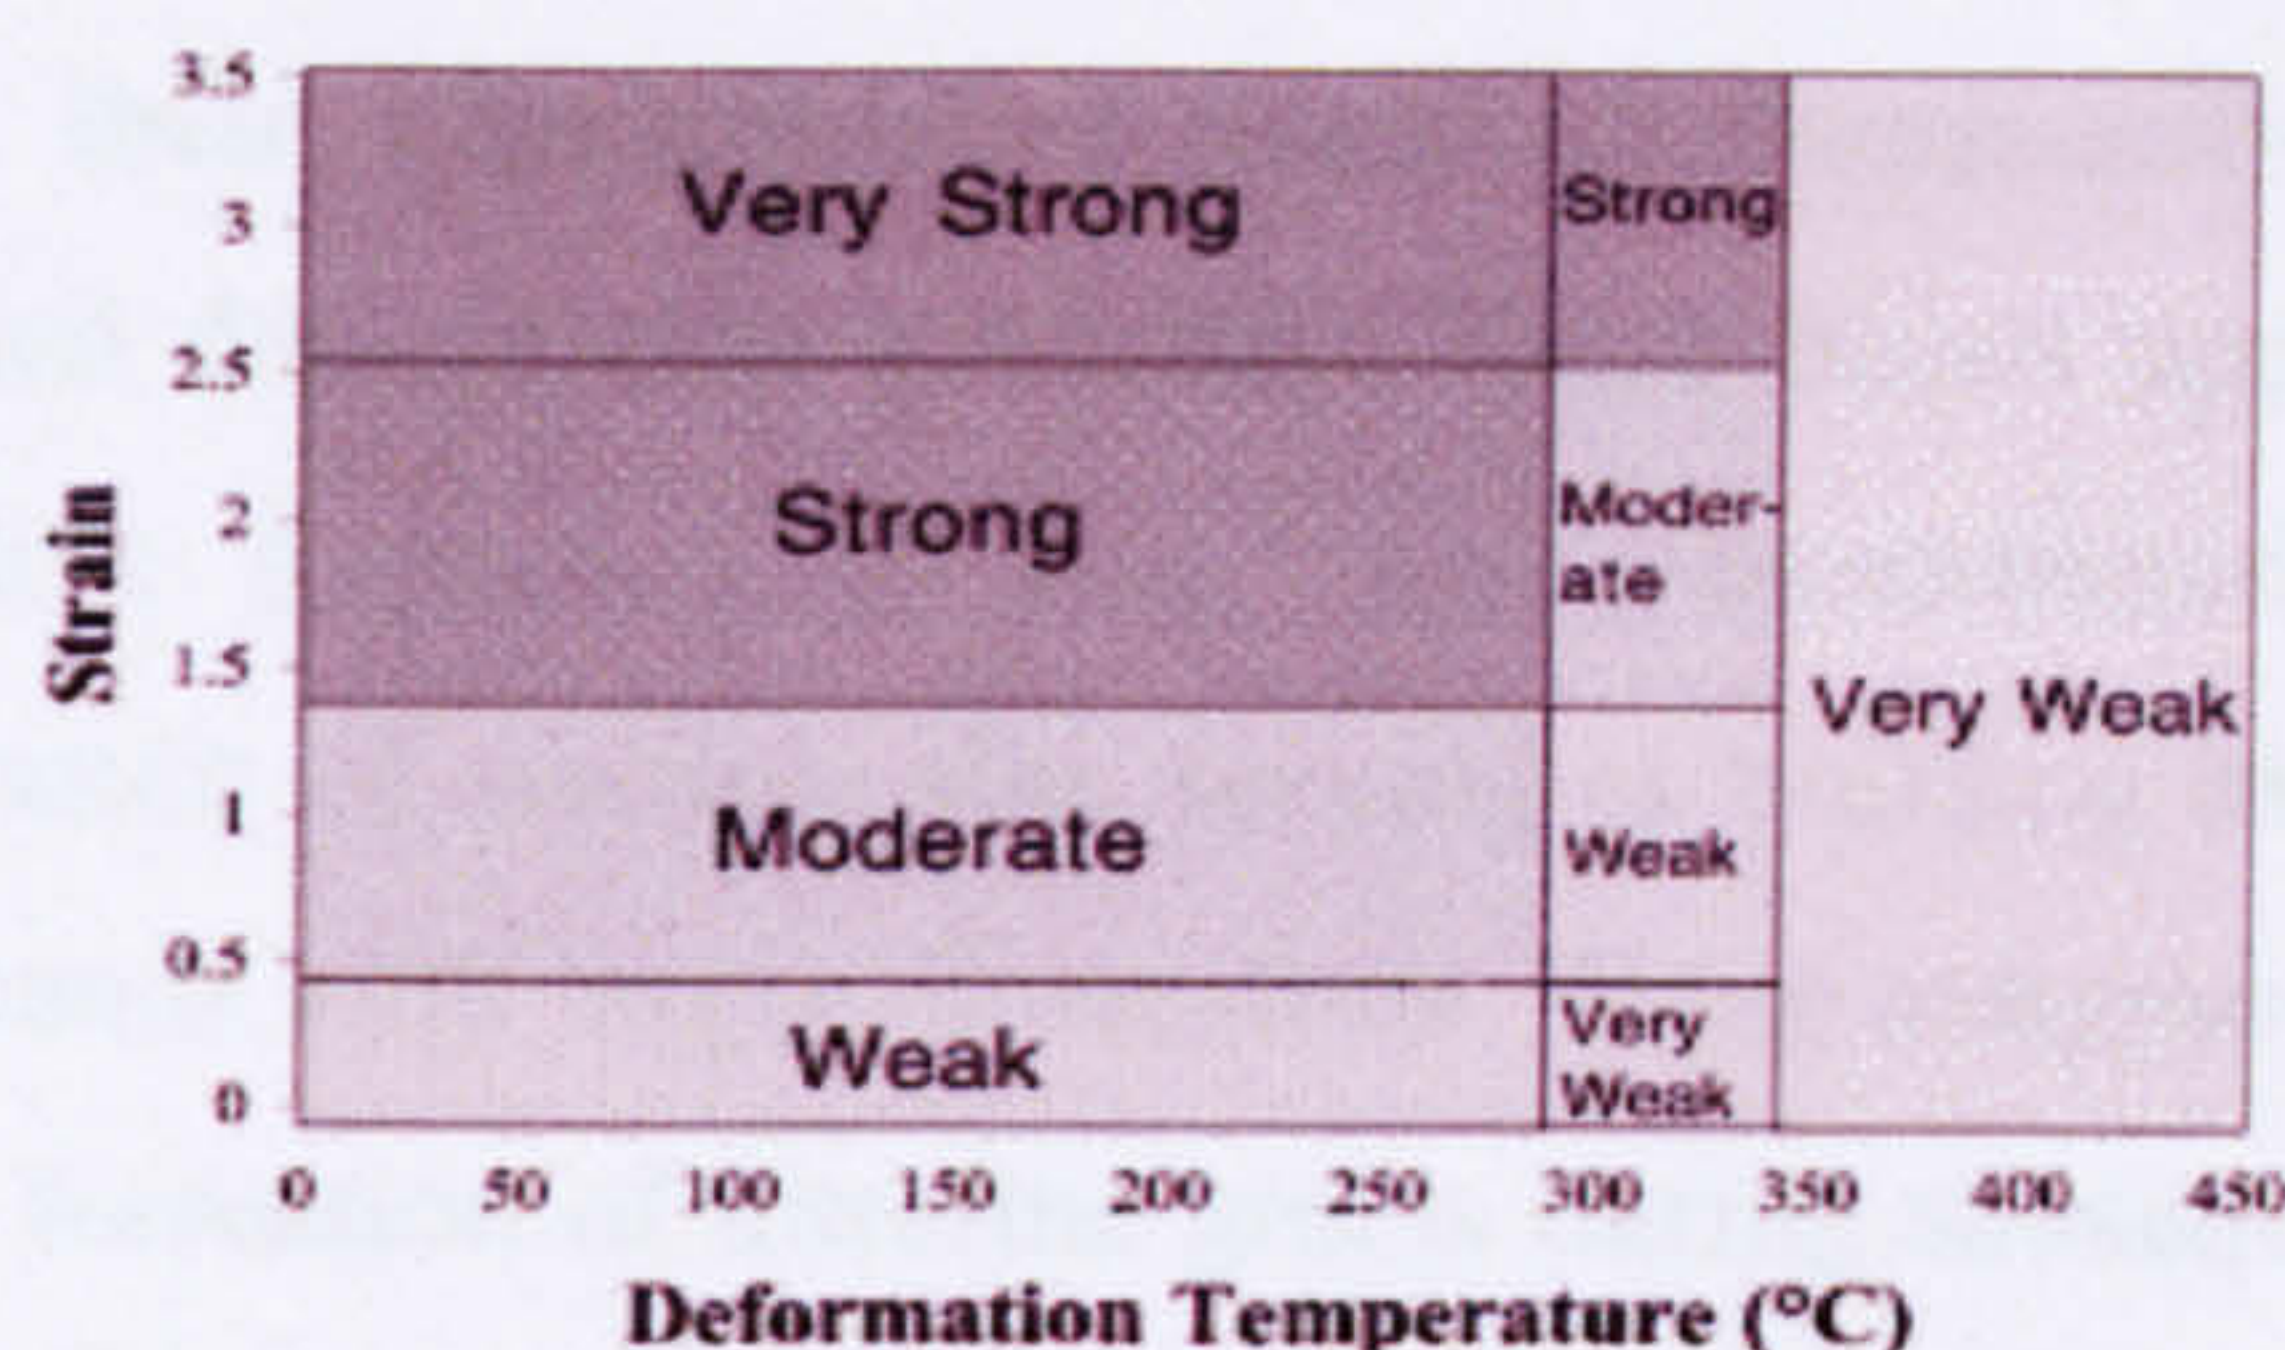 3.5
Very Strong
Strong
3
2.5
Strong
Moder-
ate
2
1.5
Very Weak
Moderate
Weak
1
0.5
Weak
Very
Weak
0
Strain
0 50 100 150 200 250 300 350 400 450
Deformation Temperature (°C)